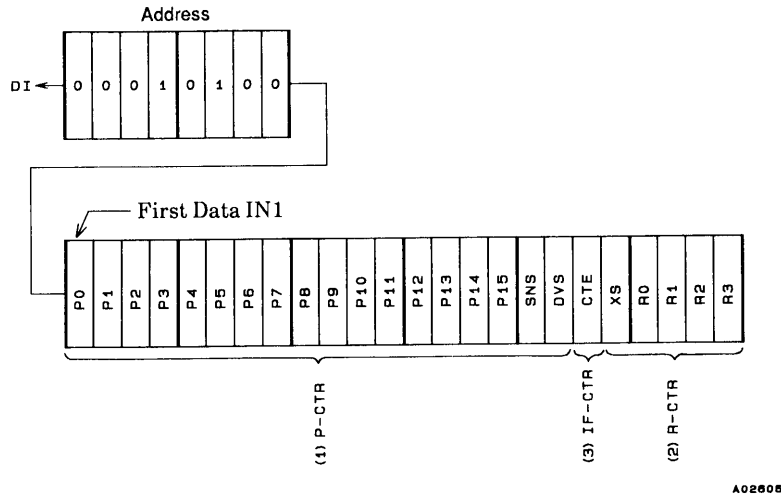 Address
DI 0 0 0 1 0 1 0 0
First Data IN1
P0 P1 P2 P3 P4 P5 P6 P7 P8 P9 P10 P11 P12 P13 P14 P15 SNS DVS CTE XS R0 R1 R2 R3
(1) P-CTR
(3) IF-CTR
(2) R-CTR
A02606